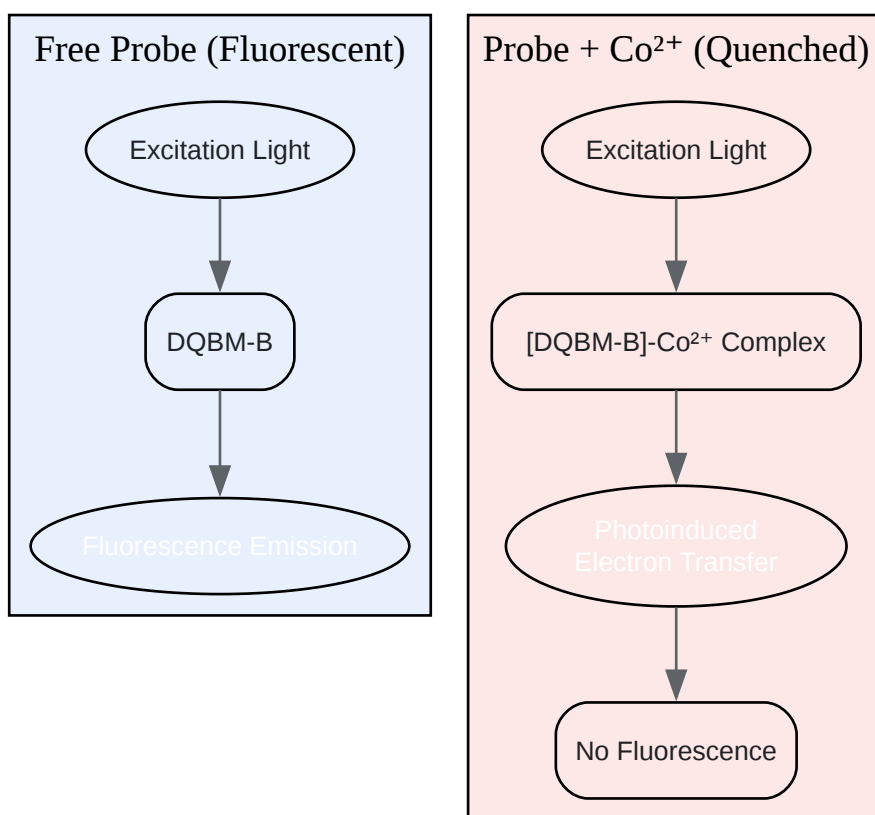 Free Probe (Fluorescent)
Excitation Light
DQBM-B
Fluorescence Emission
Probe + Co²⁺ (Quenched)
Excitation Light
[DQBM-B]-Co²⁺ Complex
Photoinduced
Electron Transfer
No Fluorescence